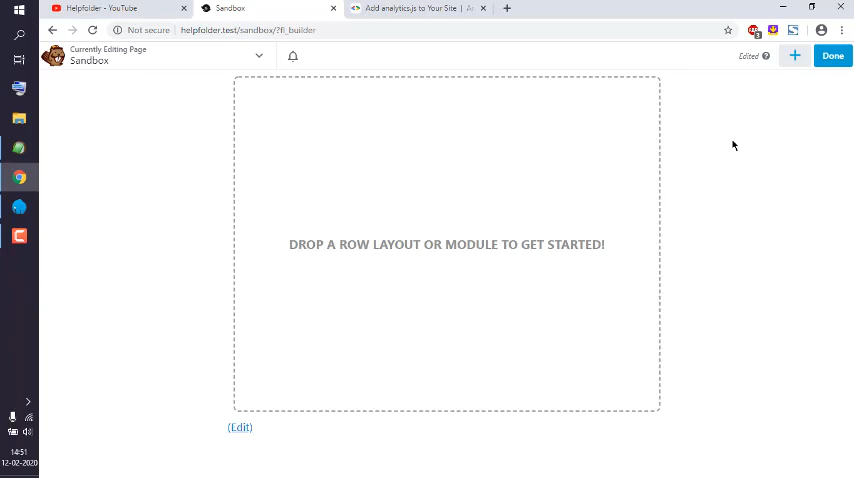 Helpfolder - YouTube
Sandbox
Add analytics.js to Your Site | A
Not secure
helpfolder.test/sandbox/?fl_builder
3
Currently Editing Page
Sandbox
Edited
?
+
Done
DROP A ROW LAYOUT OR MODULE TO GET STARTED!
(Edit)
14:51
12-02-2020